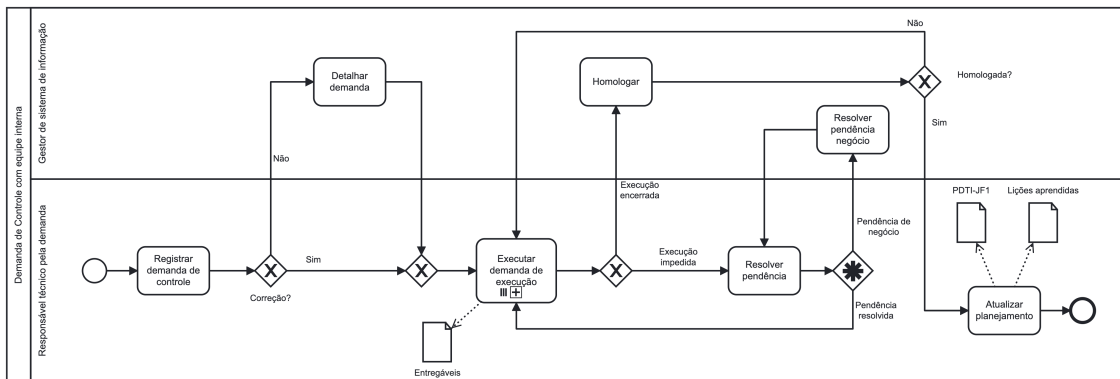 Demanda de Controle com equipe interna
Gestor de sistema de informação
Responsável técnico pela demanda
Detalhar
demanda
Homologar
Não
Homologada?
Resolver
pendência
negócio
Sim
Não
Execução
encerrada
PDTI-JF1
Lições aprendidas
Pendência de
negócio
Registrar
demanda de
controle
Sim
Correção?
Executar
demanda de
execução
Execução
impedida
Resolver
pendência
Pendência
resolvida
Atualizar
planejamento
Entregáveis